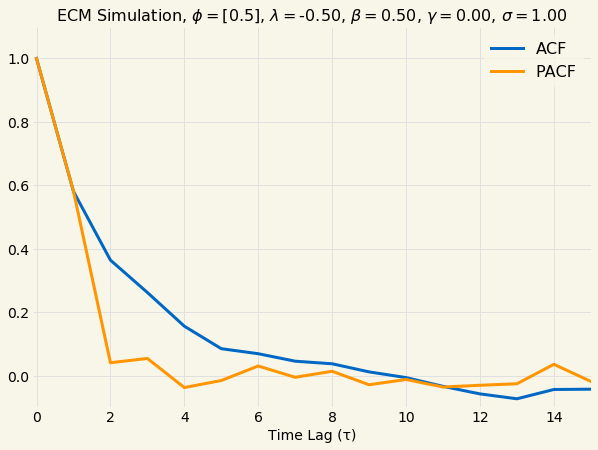 ECM Simulation, ϕ = [0.5], λ = -0.50, β = 0.50, γ = 0.00, σ = 1.00
ACF
PACF
1.0
0.8
0.6
0.4
0.2
0.0
0 2 4 6 8 10 12 14
Time Lag (τ)